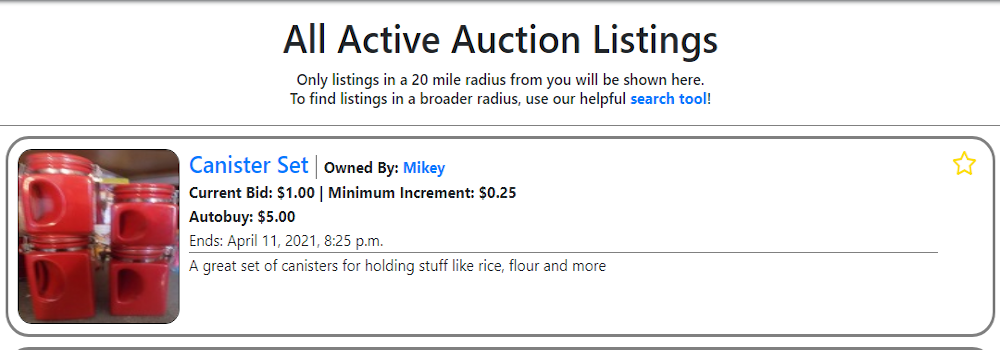 All Active Auction Listings
Only listings in a 20 mile radius from you will be shown here.
To find listings in a broader radius, use our helpful search tool!
Canister Set | Owned By: Mikey
Current Bid: $1.00 | Minimum Increment: $0.25
Autobuy: $5.00
Ends: April 11, 2021, 8:25 p.m.
A great set of canisters for holding stuff like rice, flour and more